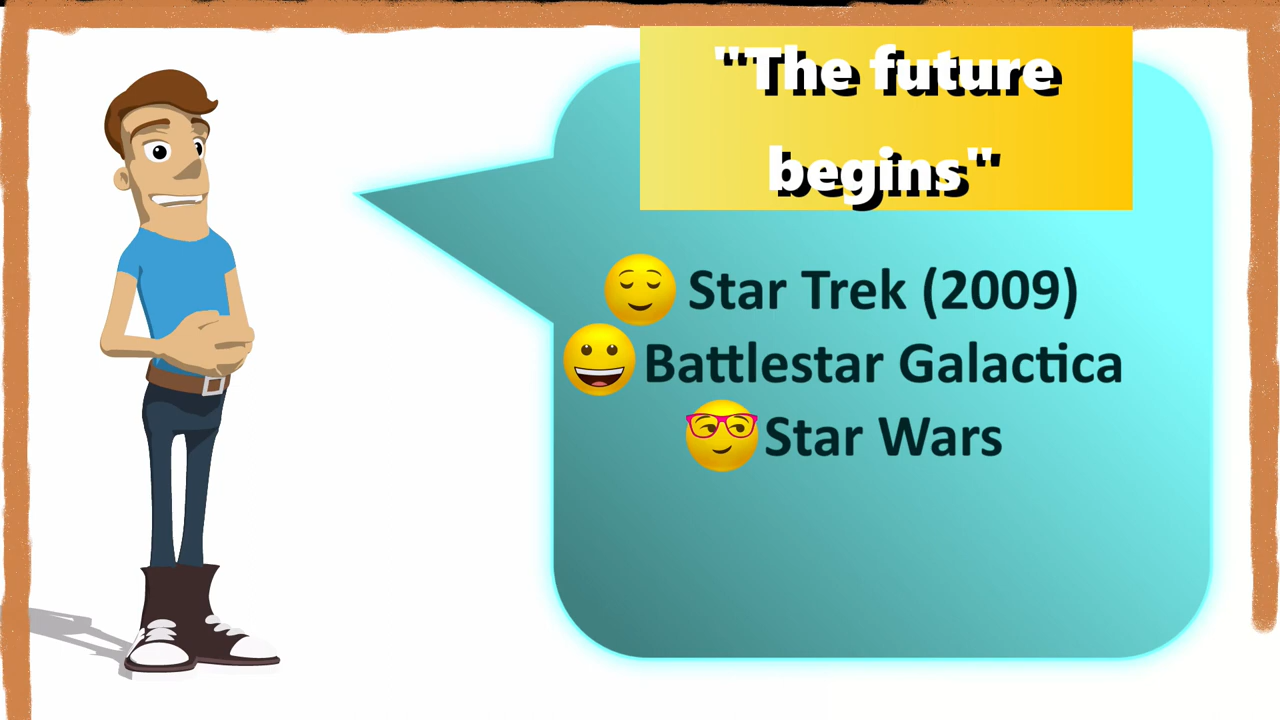 "The future
begins"
Star Trek (2009)
Battlestar Galactica
Star Wars